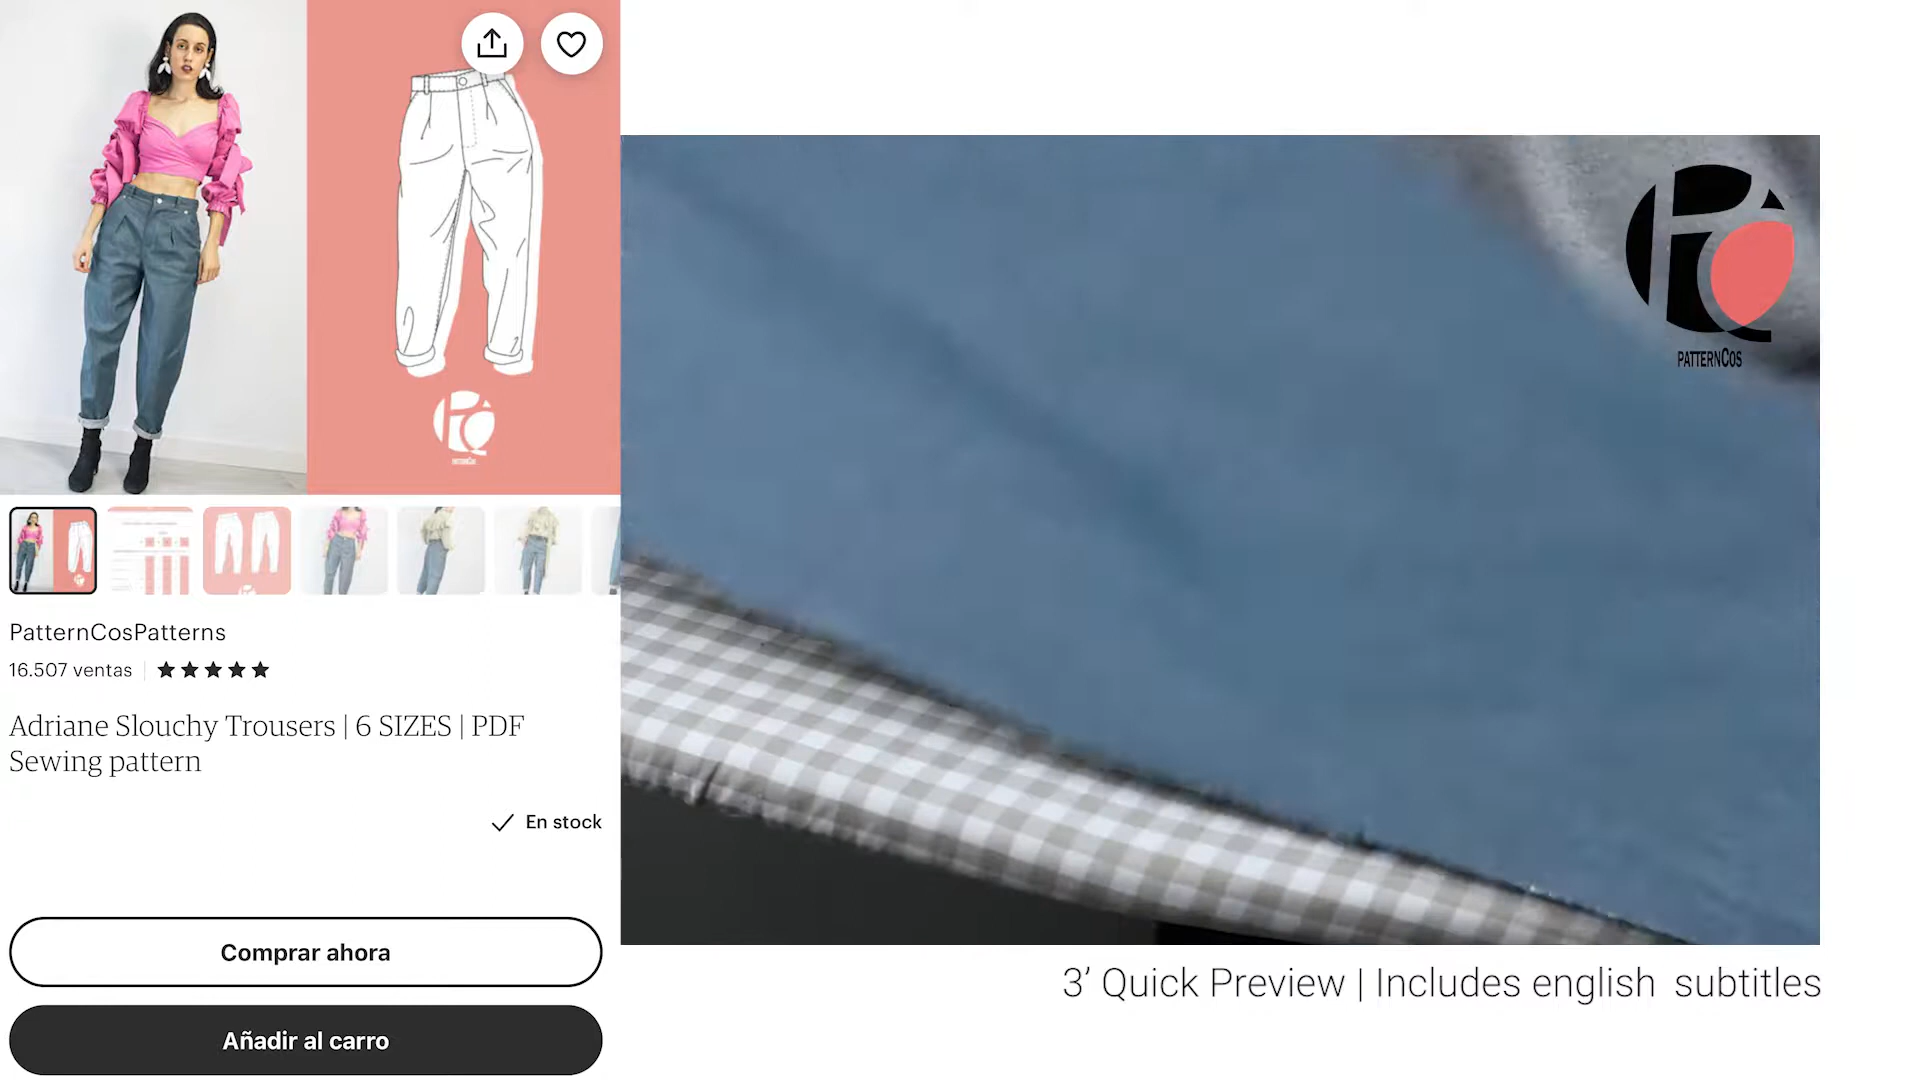 PATTERNCOS
PatternCosPatterns
16.507 ventas
Adriane Slouchy Trousers | 6 SIZES | PDF
Sewing pattern
En stock
Comprar ahora
Añadir al carro
3’ Quick Preview | Includes english subtitles